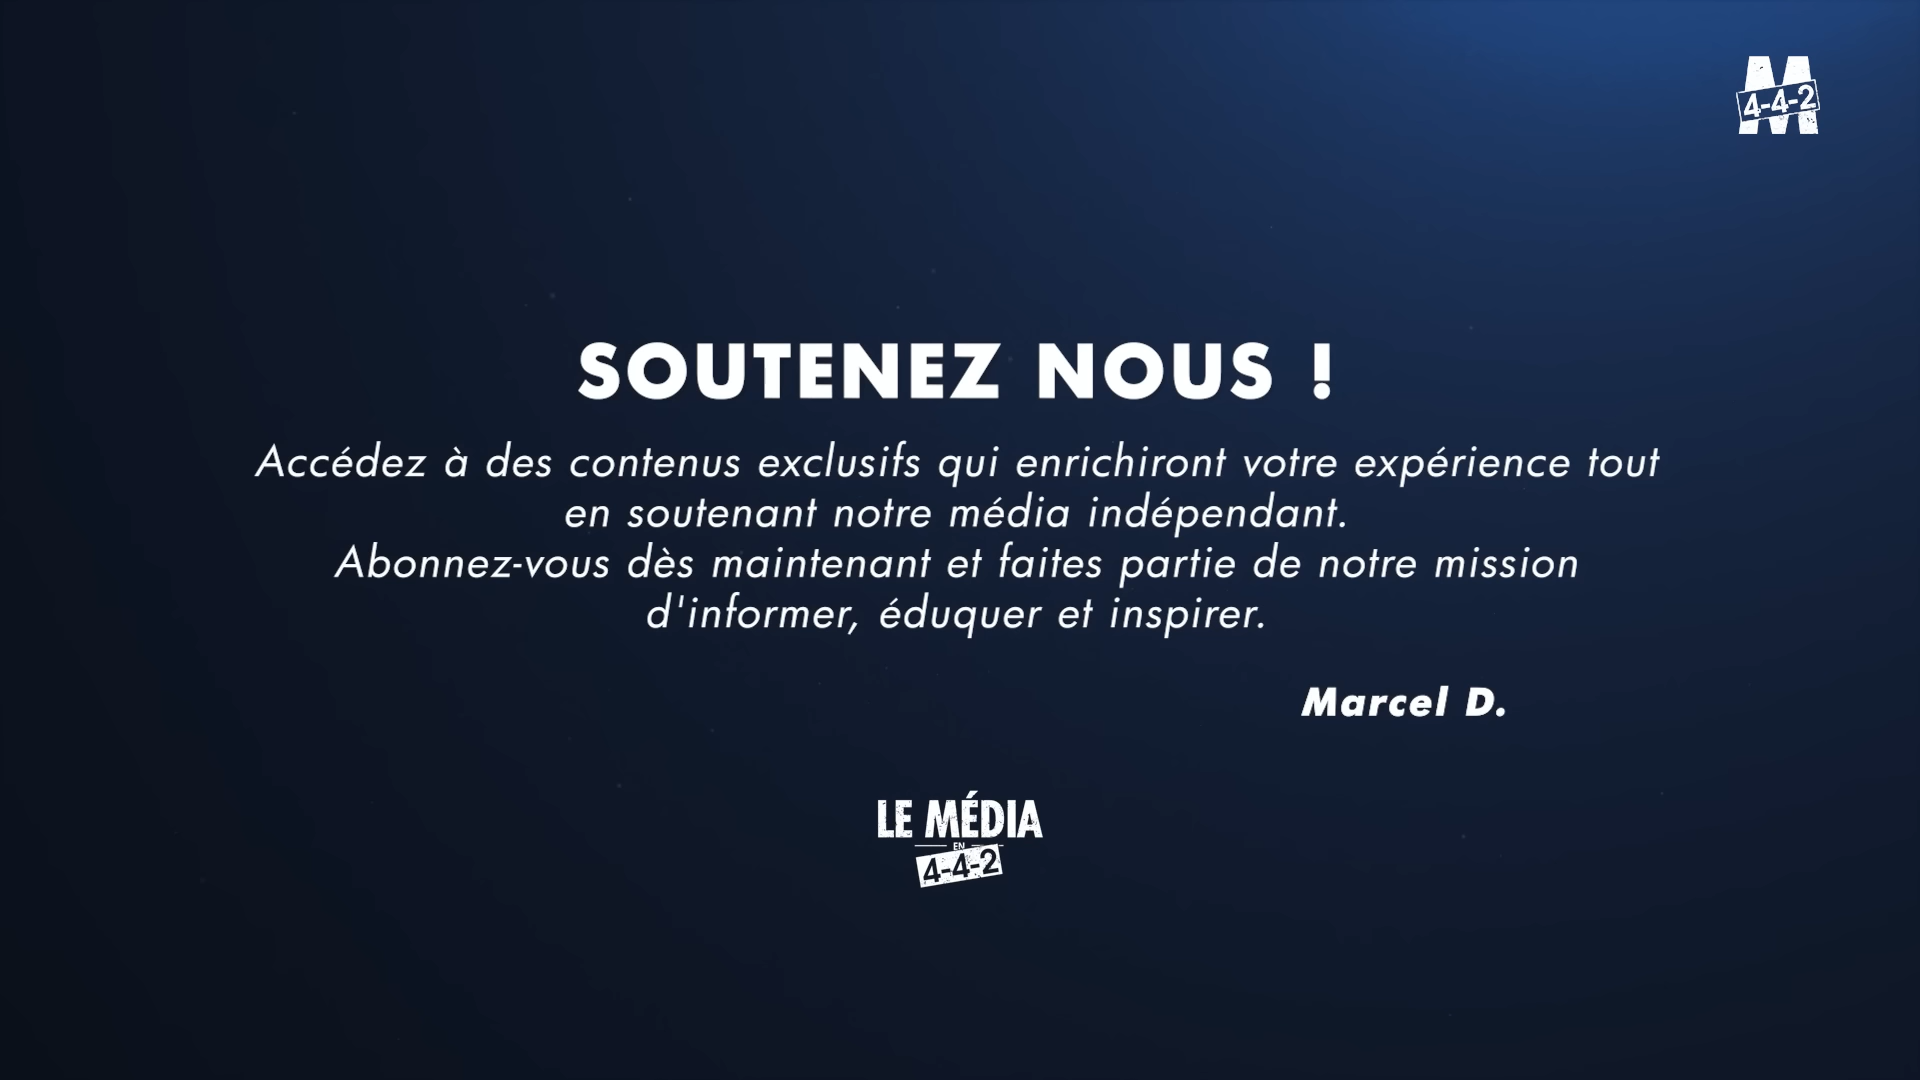 M
4-4-2
SOUTENEZ NOUS !
Accédez à des contenus exclusifs qui enrichiront votre expérience tout
en soutenant notre média indépendant.
Abonnez-vous dès maintenant et faites partie de notre mission
d'informer, éduquer et inspirer.
Marcel D.
LE MÉDIA
EN
4-4-2